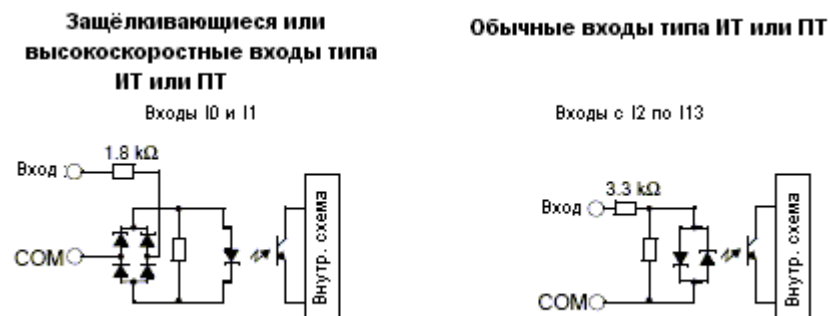 Защёлкивающиеся или
высокоскоростные входы типа
ИТ или ПТ
Входы I0 и I1
1.8 kΩ
Вход
COM
Внутр. схема
Обычные входы типа ИТ или ПТ
Входы с I2 по I13
3.3 kΩ
Вход
COM
Внутр. схема